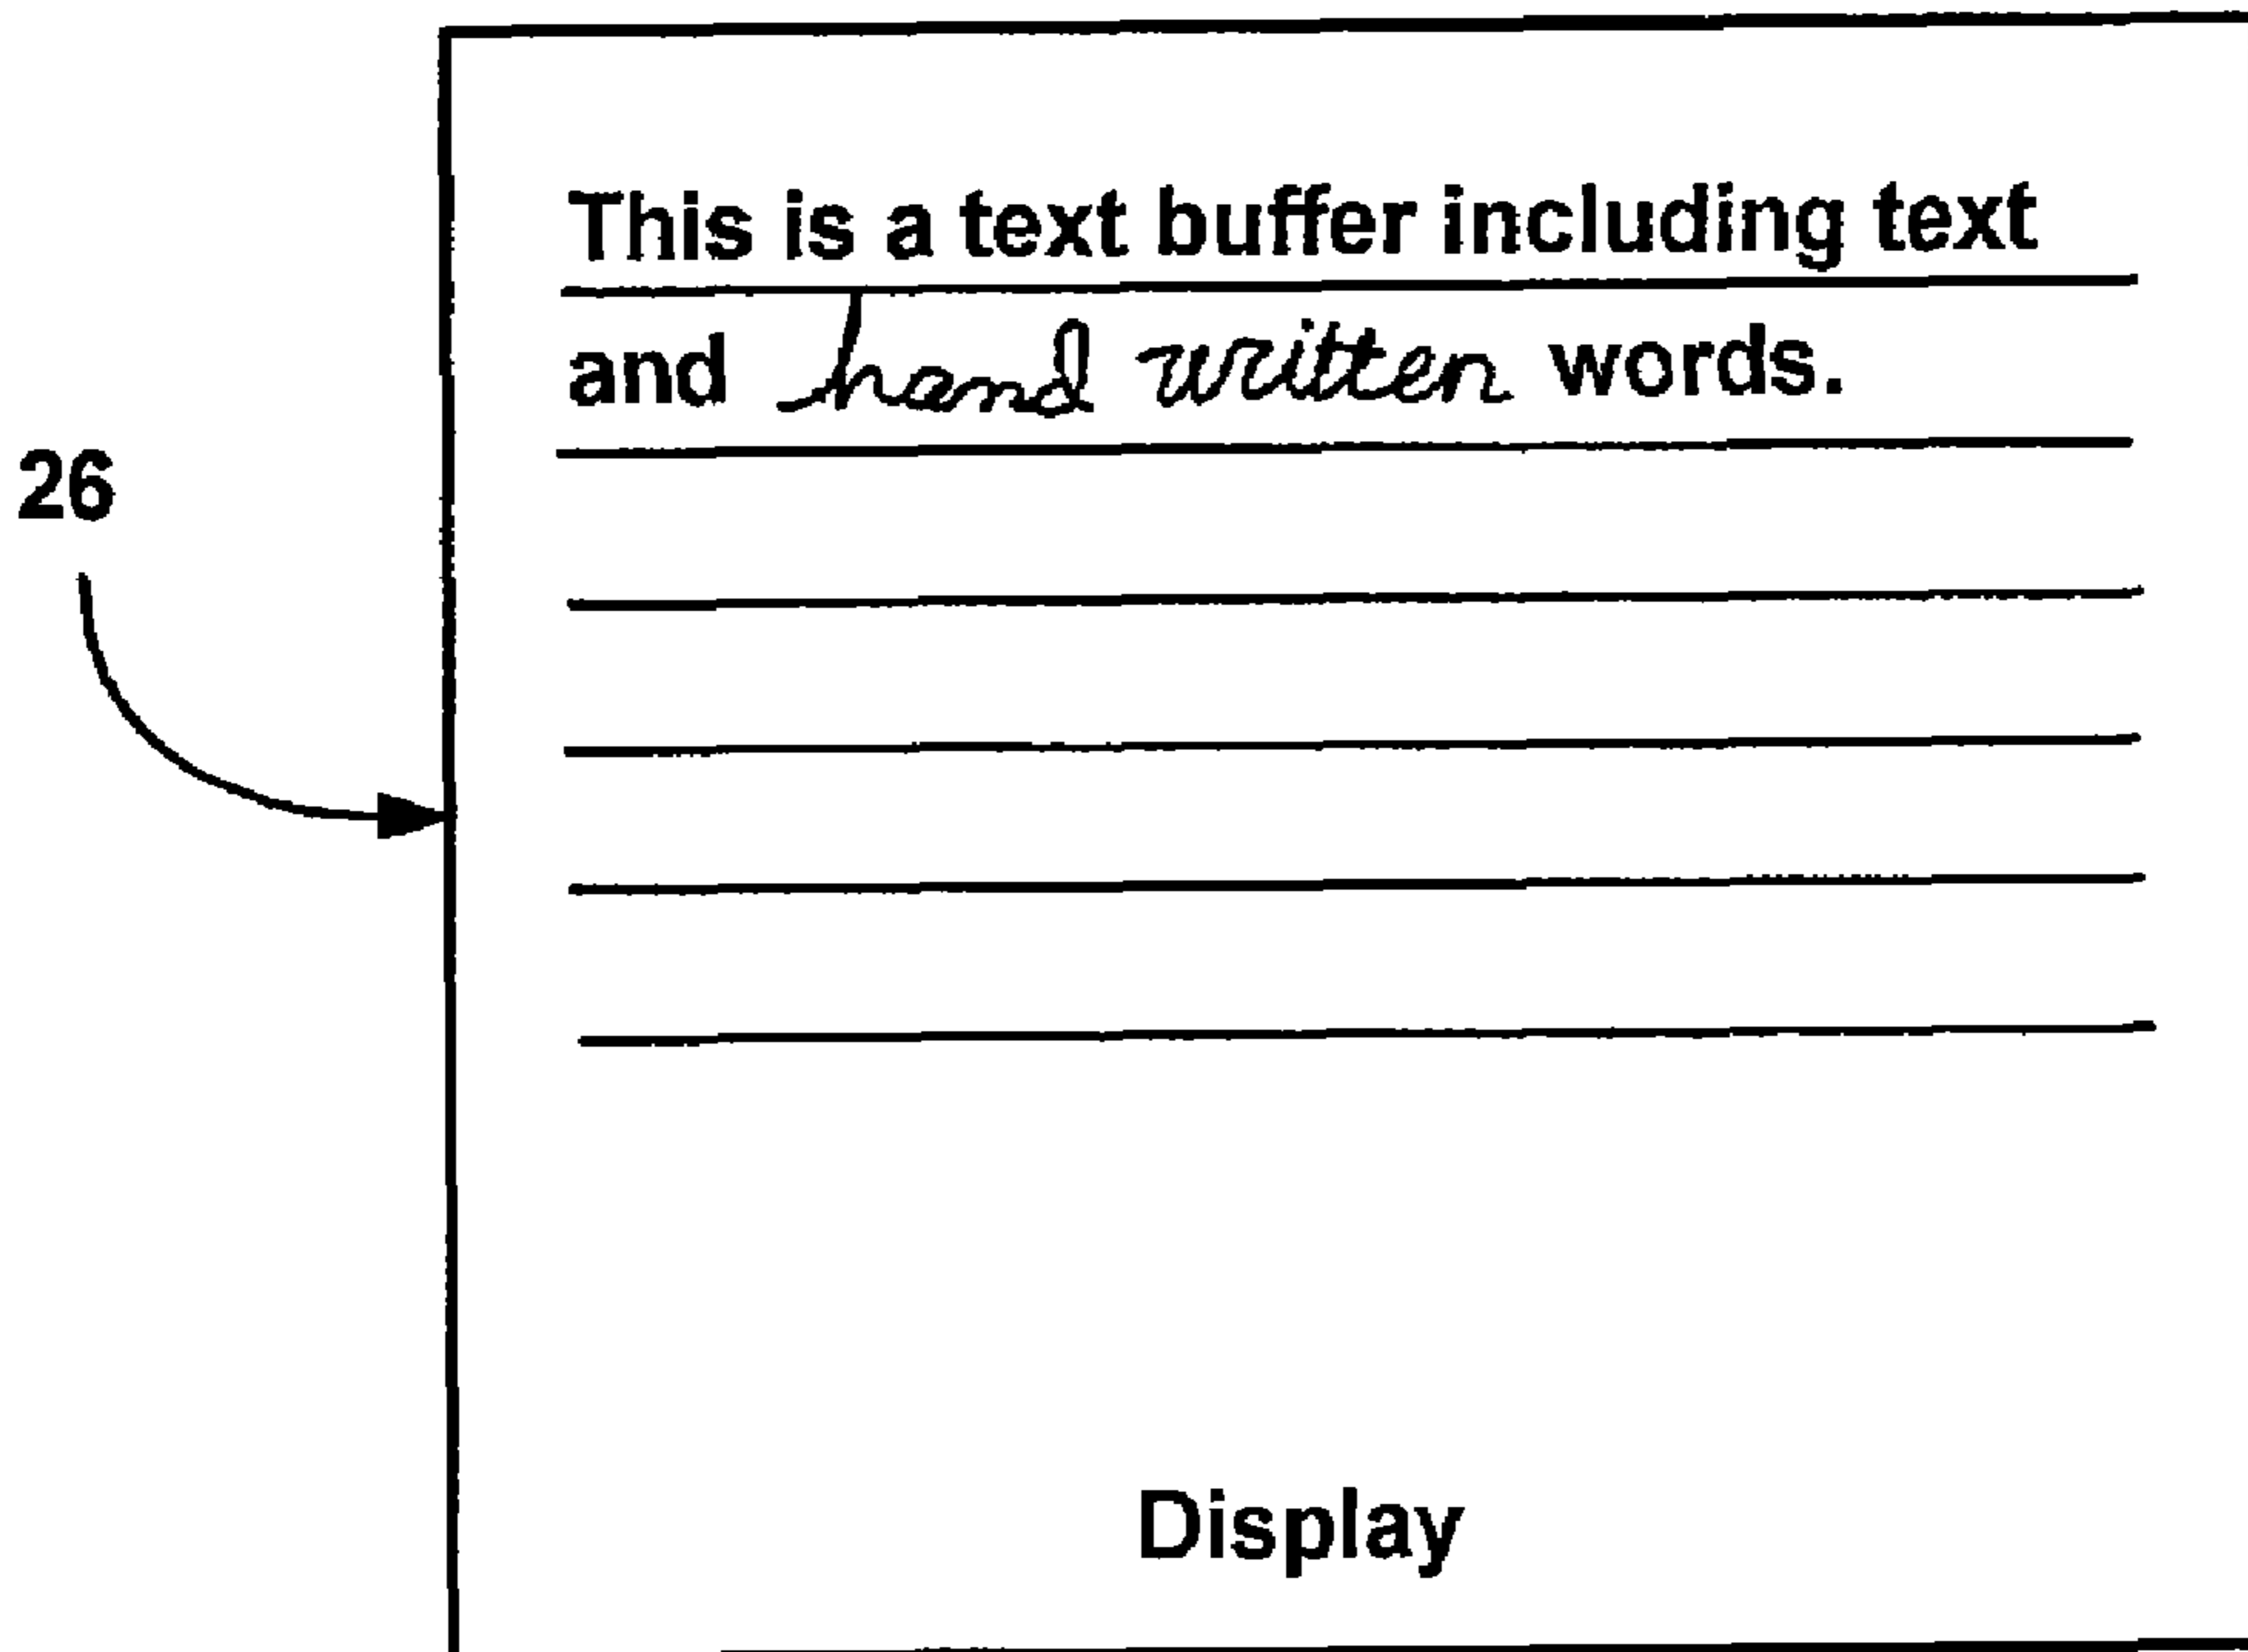 This is a text buffer including text
and hand written words.
26
Display